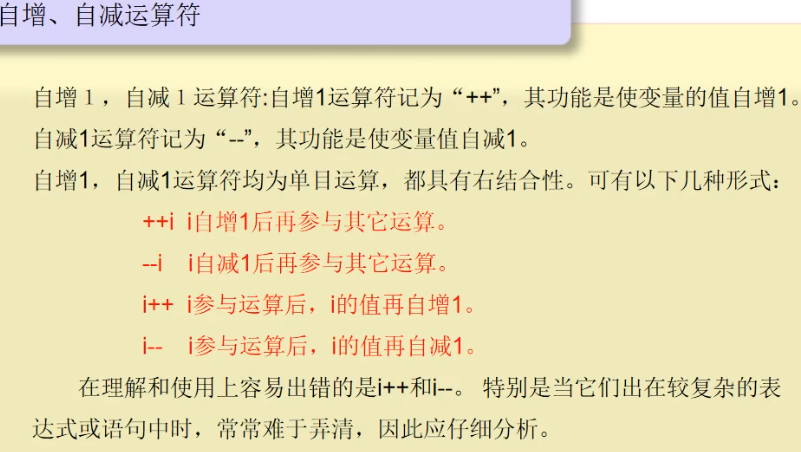 自增、自减运算符
自增１，自减１运算符:自增1运算符记为“++”，其功能是使变量的值自增1。
自减1运算符记为“--”，其功能是使变量值自减1。
自增1，自减1运算符均为单目运算，都具有右结合性。可有以下几种形式：
++i i自增1后再参与其它运算。
--i i自减1后再参与其它运算。
i++ i参与运算后，i的值再自增1。
i-- i参与运算后，i的值再自减1。
在理解和使用上容易出错的是i++和i--。 特别是当它们出在较复杂的表
达式或语句中时，常常难于弄清，因此应仔细分析。